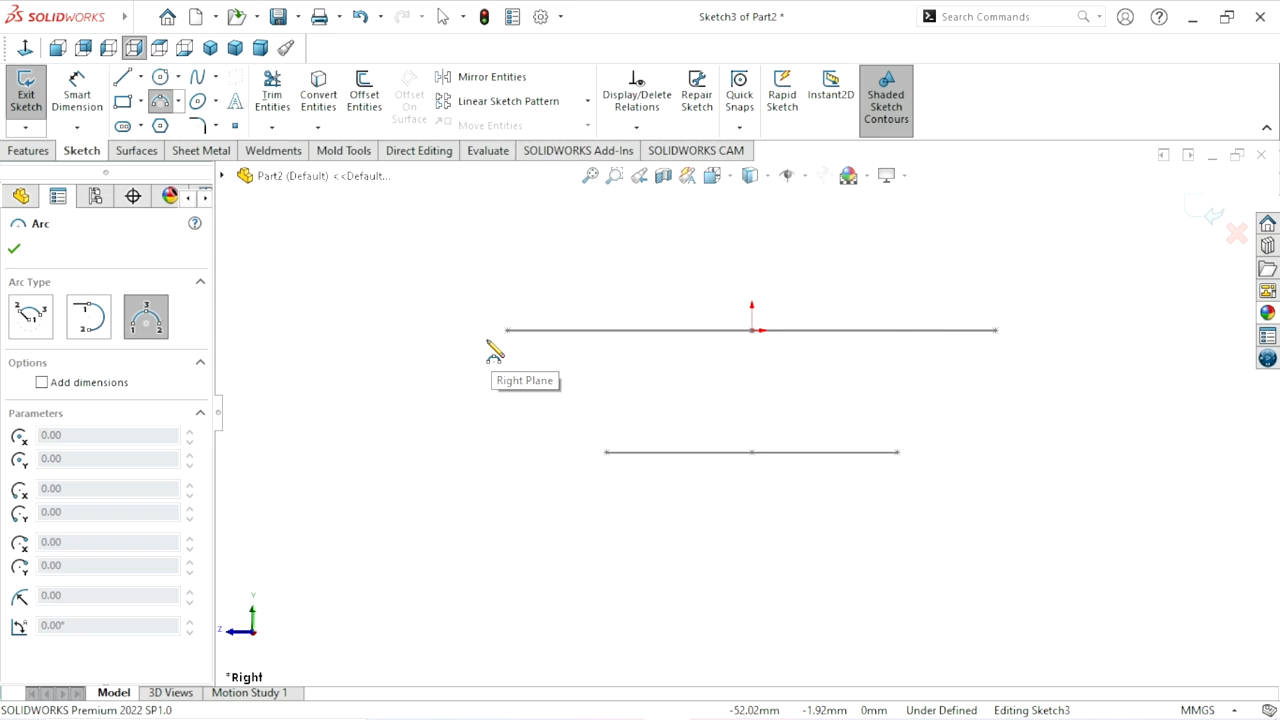 SOLIDWORKS
Sketch3 of Part2 *
Search Commands
Exit Sketch
Smart Dimension
Trim Entities
Convert Entities
Offset Entities
Offset On Surface
Mirror Entities
Linear Sketch Pattern
Move Entities
Display/Delete Relations
Repair Sketch
Quick Snaps
Rapid Sketch
Instant2D
Shaded Sketch Contours
Features
Sketch
Surfaces
Sheet Metal
Weldments
Mold Tools
Direct Editing
Evaluate
SOLIDWORKS Add-Ins
SOLIDWORKS CAM
Part2 (Default) <<Default...
Arc
Arc Type
Options
Add dimensions
Parameters
0.00
0.00
0.00
0.00
0.00
0.00
0.00
0.00°
Right Plane
Y
Z
*Right
Model
3D Views
Motion Study 1
SOLIDWORKS Premium 2022 SP1.0
-52.02mm
-1.92mm
0mm
Under Defined
Editing Sketch3
MMGS